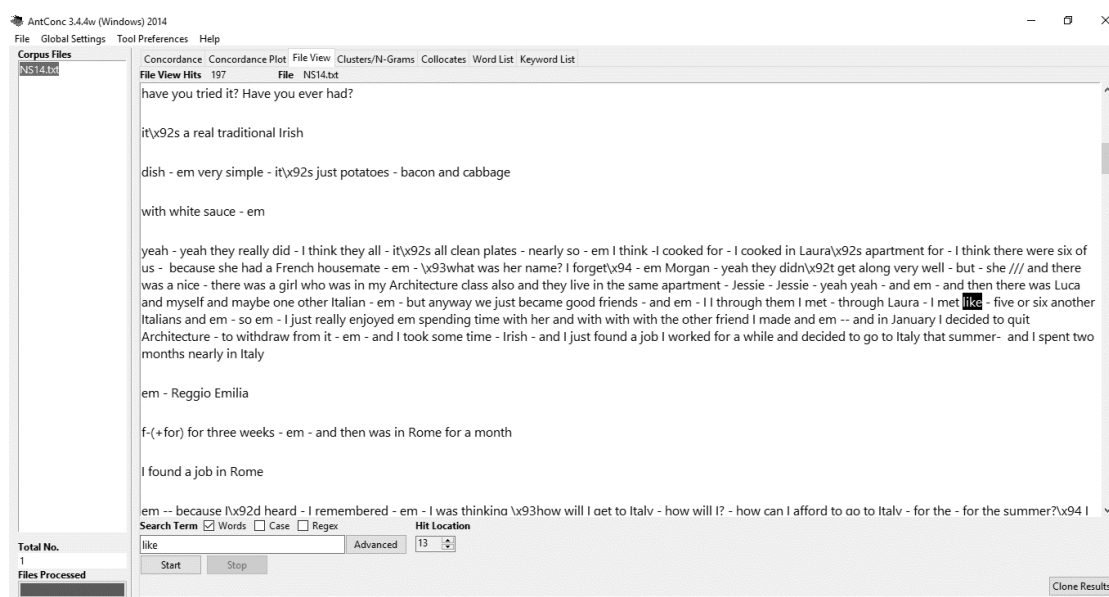 AntConc 3.4.4w (Windows) 2014
File Global Settings Tool Preferences Help
Corpus Files
NS14.txt
Concordance Concordance Plot File View Clusters/N-Grams Collocates Word List Keyword List
File View Hits 197 File NS14.txt
have you tried it? Have you ever had?
it\x92s a real traditional Irish
dish - em very simple - it\x92s just potatoes - bacon and cabbage
with white sauce - em
yeah - yeah they really did - I think they all - it\x92s all clean plates - nearly so - em I think -I cooked for - I cooked in Laura\x92s apartment for - I think there were six of
us - because she had a French housemate - em - \x93what was her name? I forget\x94 - em Morgan - yeah they didn\x92t get along very well - but - she /// and there
was a nice - there was a girl who was in my Architecture class also and they live in the same apartment - Jessie - Jessie - yeah yeah - and em - and then there was Luca
and myself and maybe one other Italian - em - but anyway we just became good friends - and em - I I through them I met - through Laura - I met like - five or six another
Italians and em - so em - I just really enjoyed em spending time with her and with with with the other friend I made and em -- and in January I decided to quit
Architecture - to withdraw from it - em - and I took some time - Irish - and I just found a job I worked for a while and decided to go to Italy that summer- and I spent two
months nearly in Italy
em - Reggio Emilia
f-(+for) for three weeks - em - and then was in Rome for a month
I found a job in Rome
em -- because I\x92d heard - I remembered - em - I was thinking \x93how will I get to Italy - how will I? - how can I afford to go to Italy - for the - for the summer?\x94 I
Search Term Words Case Regex Hit Location
like Advanced 13
Start Stop
Total No.
1
Files Processed
Clone Results